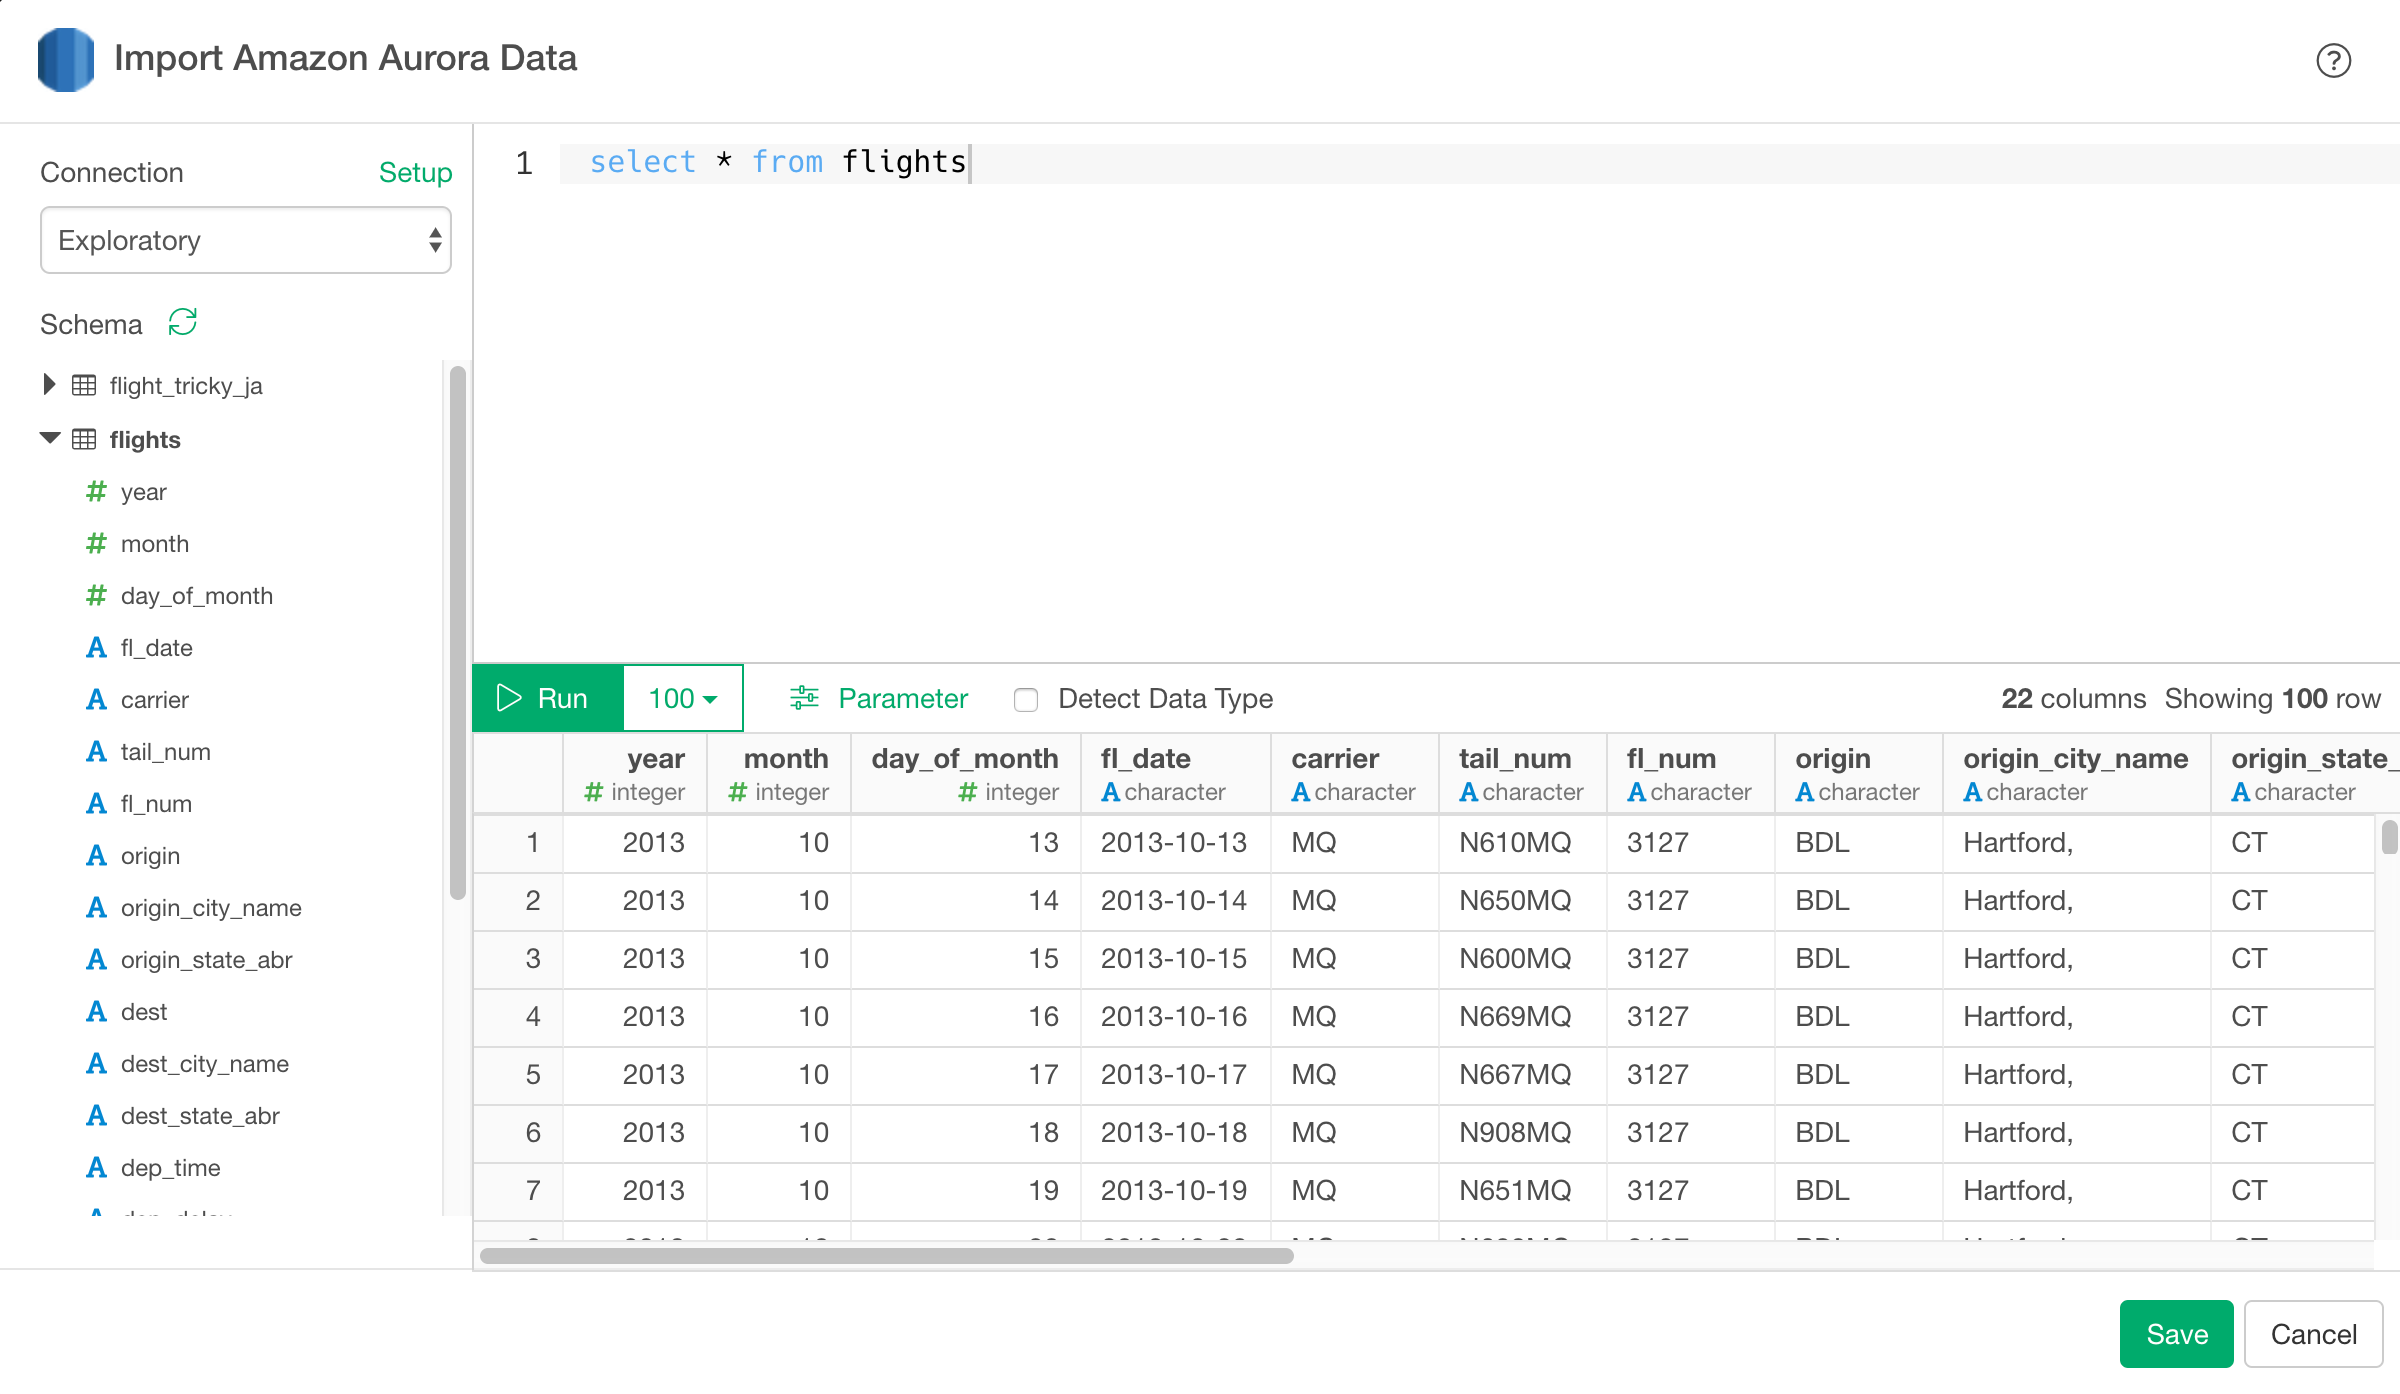 Import Amazon Aurora Data
?
Connection Setup
Exploratory
Schema
flight_tricky_ja
flights
# year
# month
# day_of_month
A fl_date
A carrier
A tail_num
A fl_num
A origin
A origin_city_name
A origin_state_abr
A dest
A dest_city_name
A dest_state_abr
A dep_time
1 select * from flights
Run 100 Parameter Detect Data Type 22 columns Showing 100 row
year month day_of_month fl_date carrier tail_num fl_num origin origin_city_name origin_state_
# integer # integer # integer A character A character A character A character A character A character A character
1 2013 10 13 2013-10-13 MQ N610MQ 3127 BDL Hartford, CT
2 2013 10 14 2013-10-14 MQ N650MQ 3127 BDL Hartford, CT
3 2013 10 15 2013-10-15 MQ N600MQ 3127 BDL Hartford, CT
4 2013 10 16 2013-10-16 MQ N669MQ 3127 BDL Hartford, CT
5 2013 10 17 2013-10-17 MQ N667MQ 3127 BDL Hartford, CT
6 2013 10 18 2013-10-18 MQ N908MQ 3127 BDL Hartford, CT
7 2013 10 19 2013-10-19 MQ N651MQ 3127 BDL Hartford, CT
Save Cancel